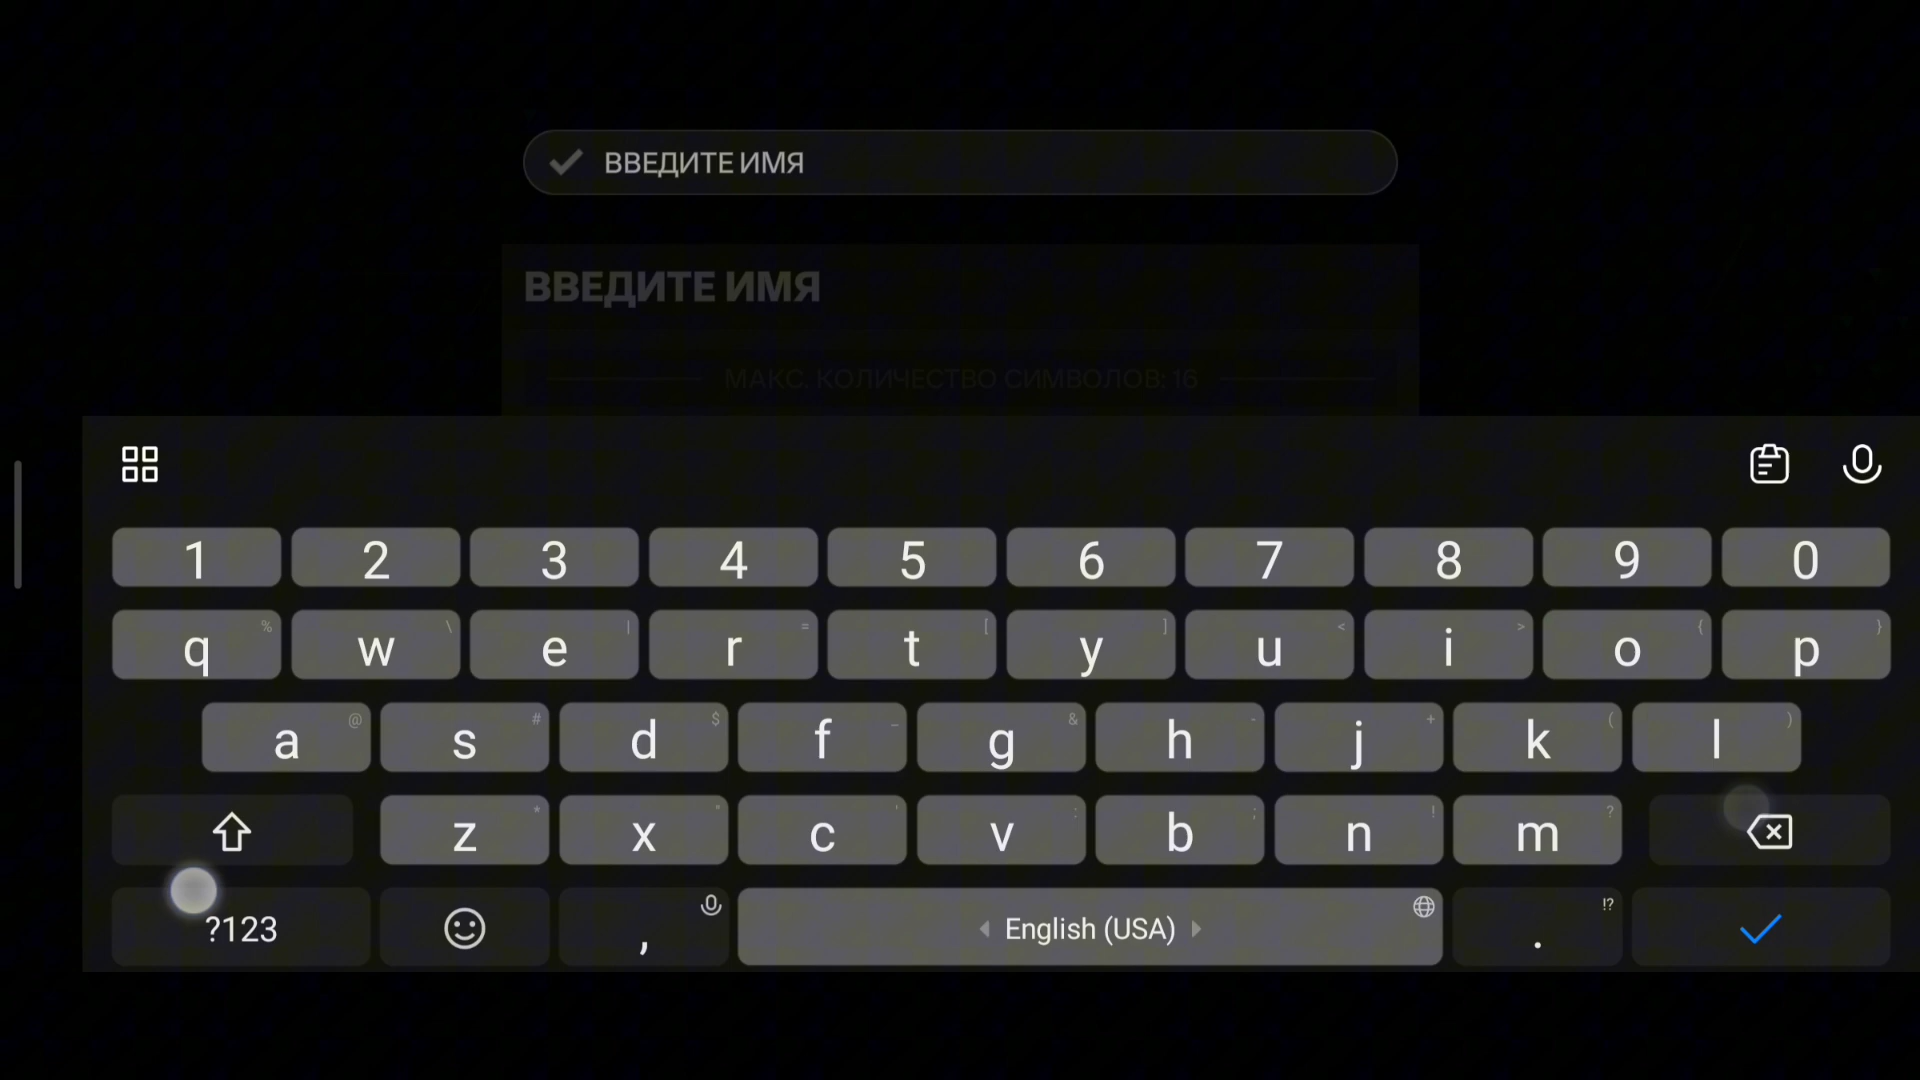 ВВЕДИТЕ ИМЯ
ВВЕДИТЕ ИМЯ
МАКС. КОЛИЧЕСТВО СИМВОЛОВ: 16
1 2 3 4 5 6 7 8 9 0
q % w \ e | r = t [ y ] u < i > o { p }
a @ s # d $ f _ g & h - j + k ( l )
z * x " c ' v : b ; n ! m ?
?123 , English (USA) . !?